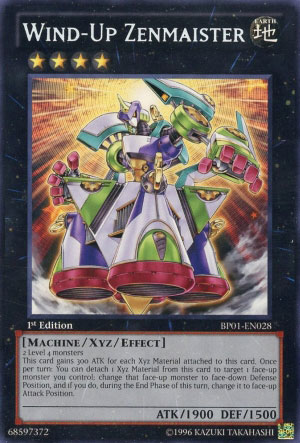 WIND-UP ZENMAISTER
EARTH
地
1st Edition
BP01-EN028
[MACHINE/XYZ/EFFECT]
2 Level 4 monsters
This card gains 300 ATK for each Xyz Material attached to this card. Once
per turn: You can detach 1 Xyz Material from this card to target 1 face-up
monster you control; change that face-up monster to face-down Defense
Position, and if you do, during the End Phase of this turn, change it to face-up
Attack Position.
ATK/1900 DEF/1500
68597372
©1996 KAZUKI TAKAHASHI